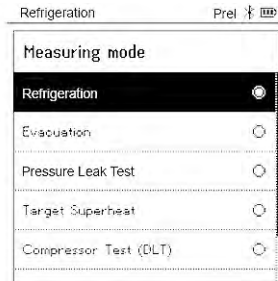 Refrigeration Prel
Measuring mode
Refrigeration
Evacuation
Pressure Leak Test
Target Superheat
Compressor Test (DLT)